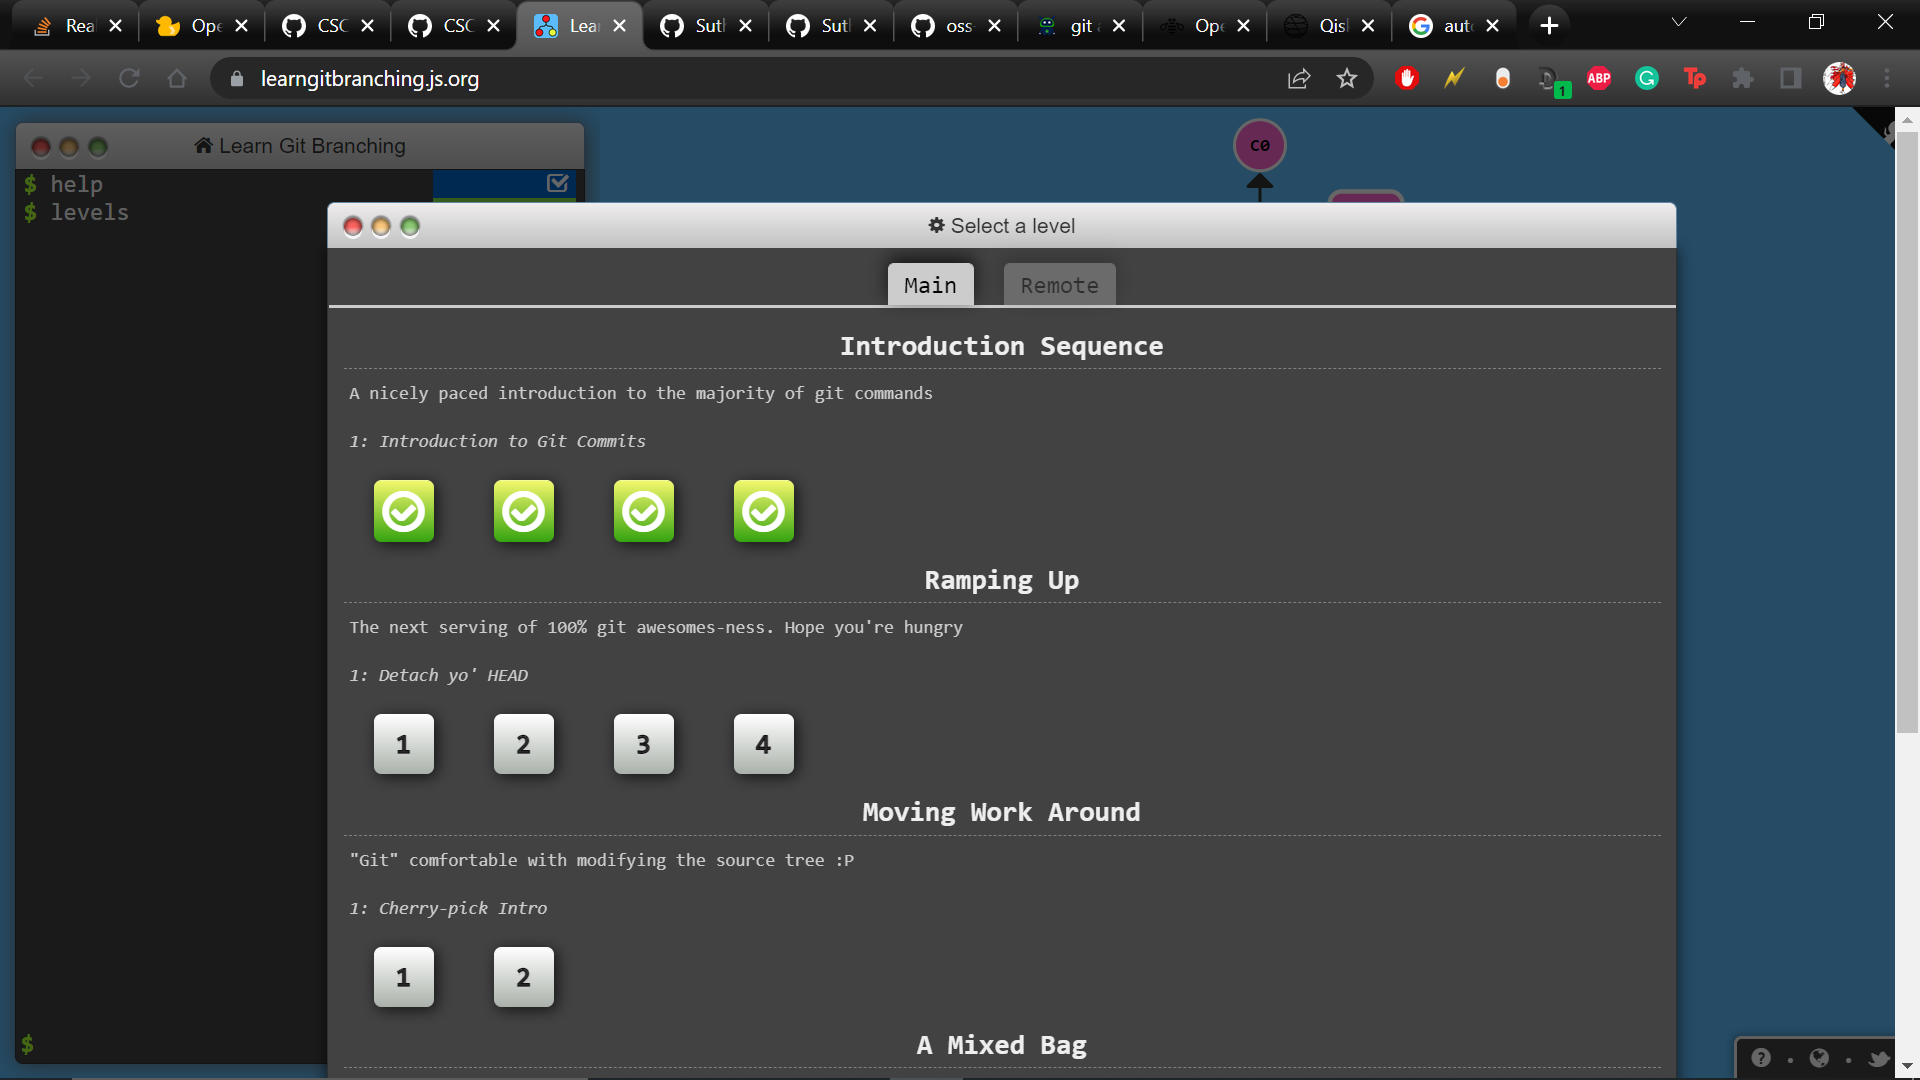 Rea
Ope
CSC
CSC
Lea
Sutl
Sutl
oss-
git a
Ope
Qisl
auto
learngitbranching.js.org
1
ABP
G
Tp
Learn Git Branching
C0
$ help
$ levels
Select a level
Main
Remote
Introduction Sequence
A nicely paced introduction to the majority of git commands
1: Introduction to Git Commits
Ramping Up
The next serving of 100% git awesomes-ness. Hope you're hungry
1: Detach yo' HEAD
1 2 3 4
Moving Work Around
"Git" comfortable with modifying the source tree :P
1: Cherry-pick Intro
1 2
$
A Mixed Bag